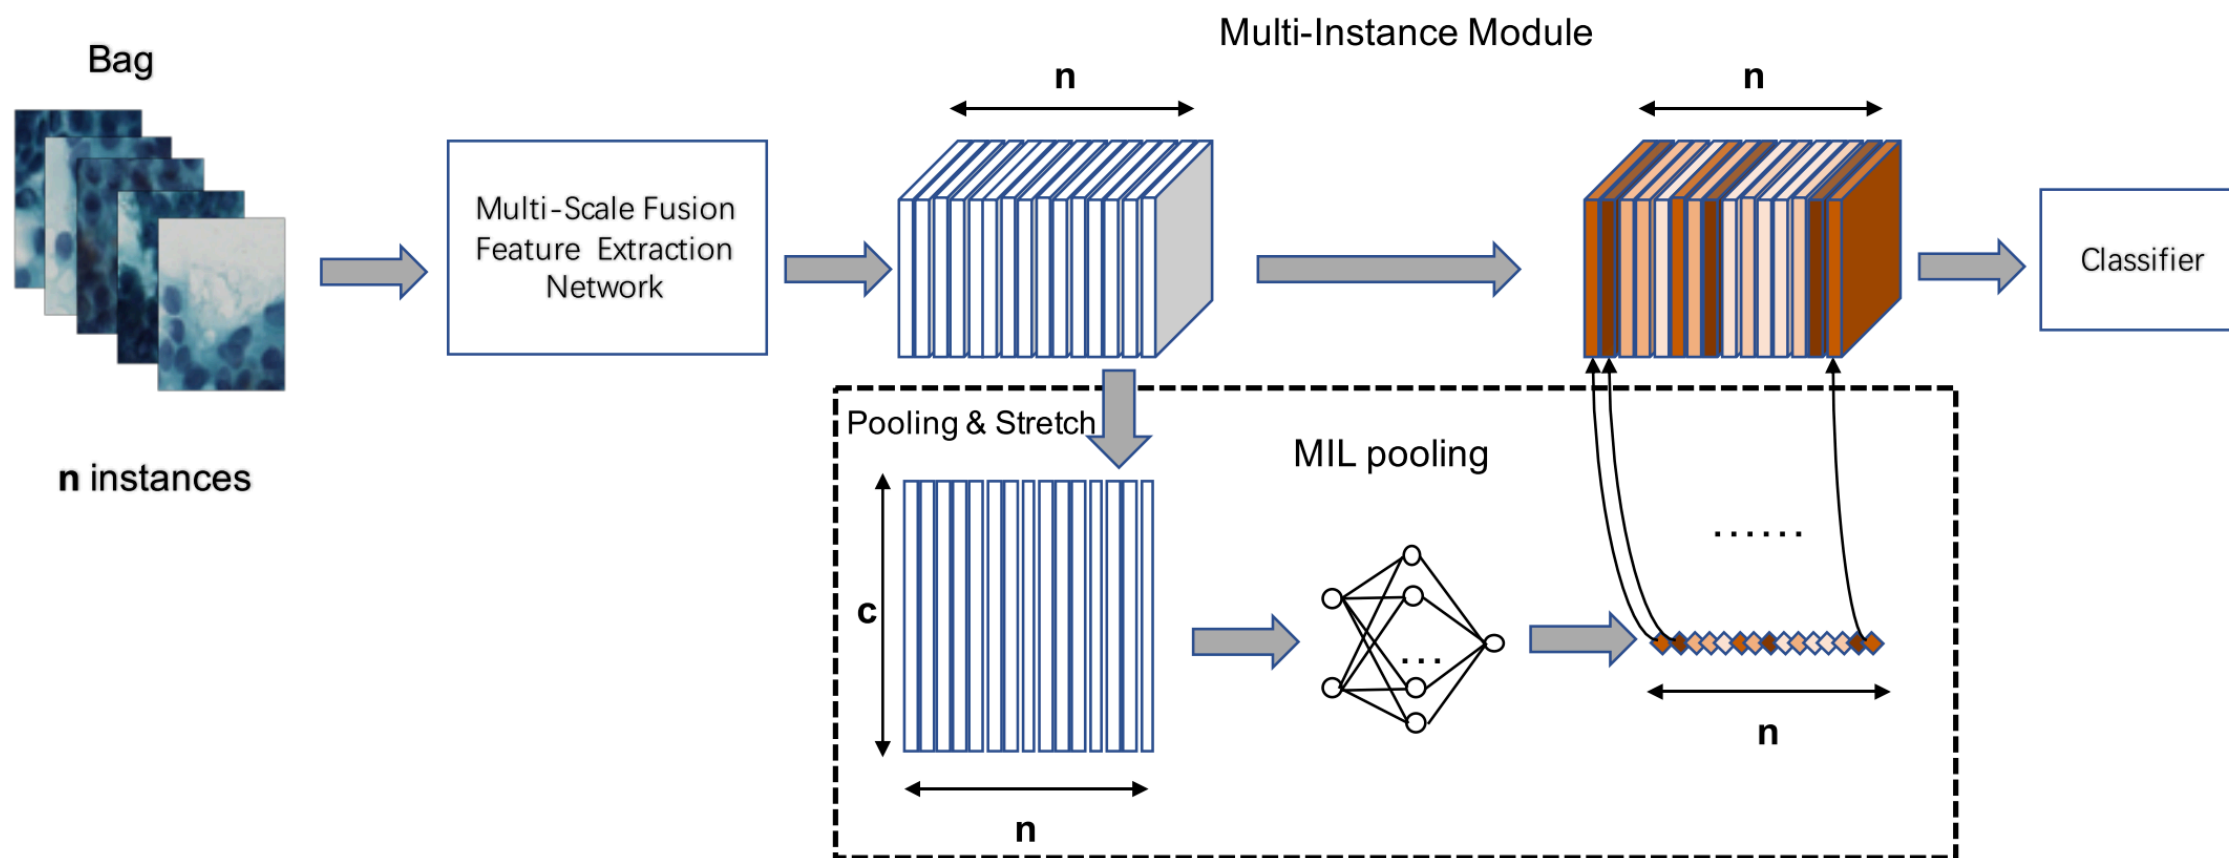 Multi-Instance Module
Bag
n
n
Multi-Scale Fusion
Feature Extraction
Network
Classifier
n instances
Pooling & Stretch
MIL pooling
......
c
...
n
n